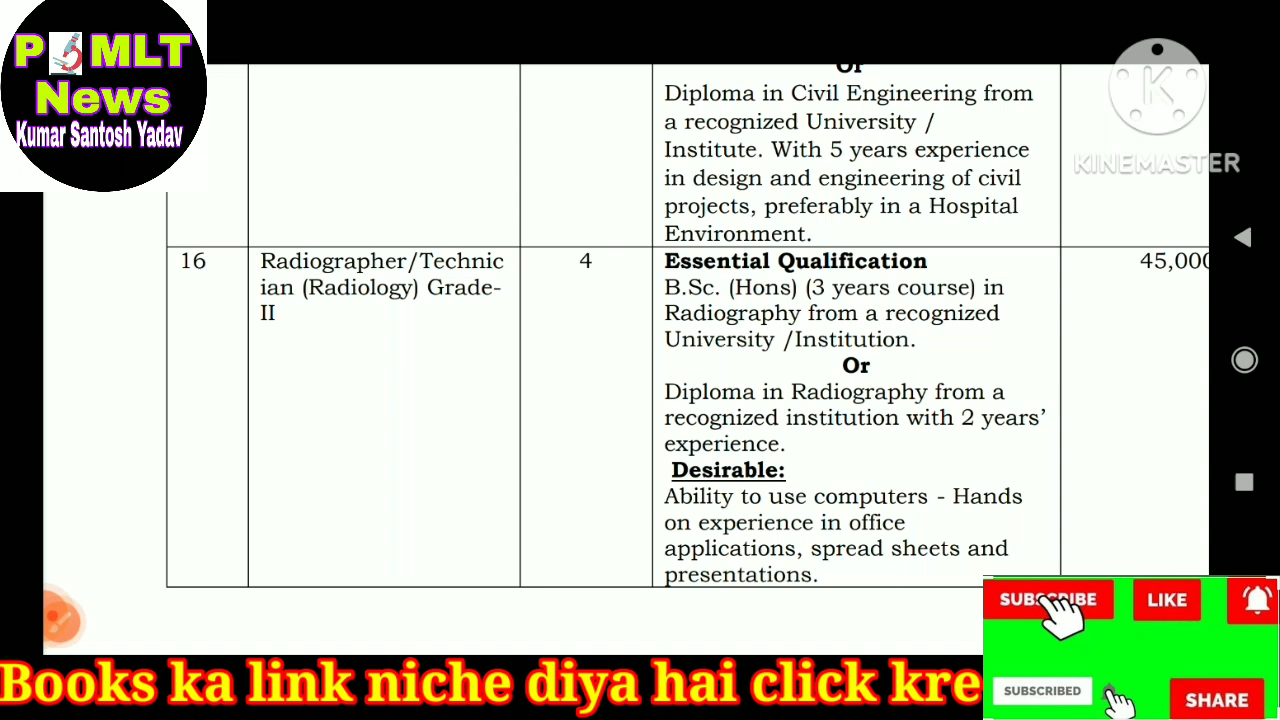 P MLT
News
Kumar Santosh Yadav
KINEMASTER
Or
Diploma in Civil Engineering from
a recognized University /
Institute. With 5 years experience
in design and engineering of civil
projects, preferably in a Hospital
Environment.
16
Radiographer/Technic
ian (Radiology) Grade-
II
4
Essential Qualification
B.Sc. (Hons) (3 years course) in
Radiography from a recognized
University /Institution.
Or
Diploma in Radiography from a
recognized institution with 2 years’
experience.
Desirable:
Ability to use computers - Hands
on experience in office
applications, spread sheets and
presentations.
45,000
SUBSCRIBE
LIKE
SUBSCRIBED
SHARE
Books ka link niche diya hai click kre